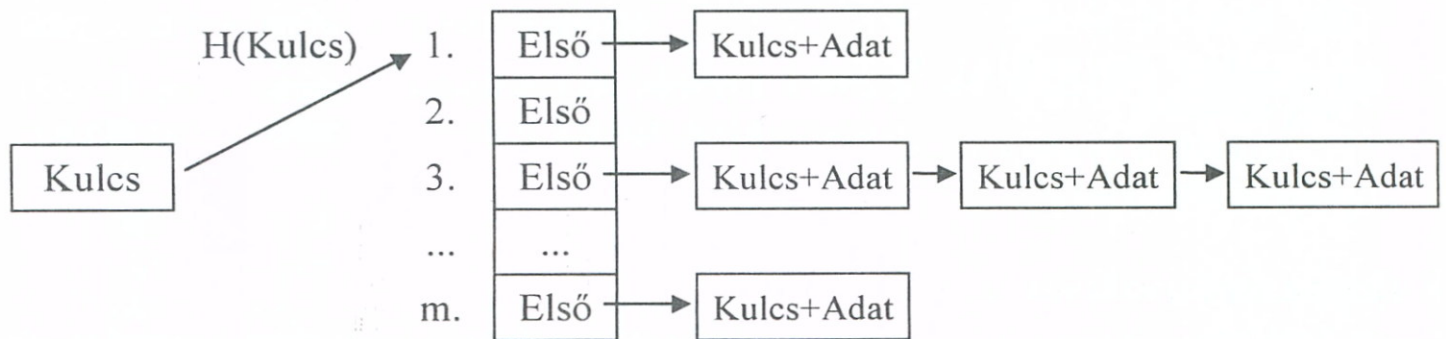 H(Kulcs) 1. Első Kulcs+Adat
2. Első
Kulcs 3. Első Kulcs+Adat Kulcs+Adat Kulcs+Adat
... ...
m. Első Kulcs+Adat